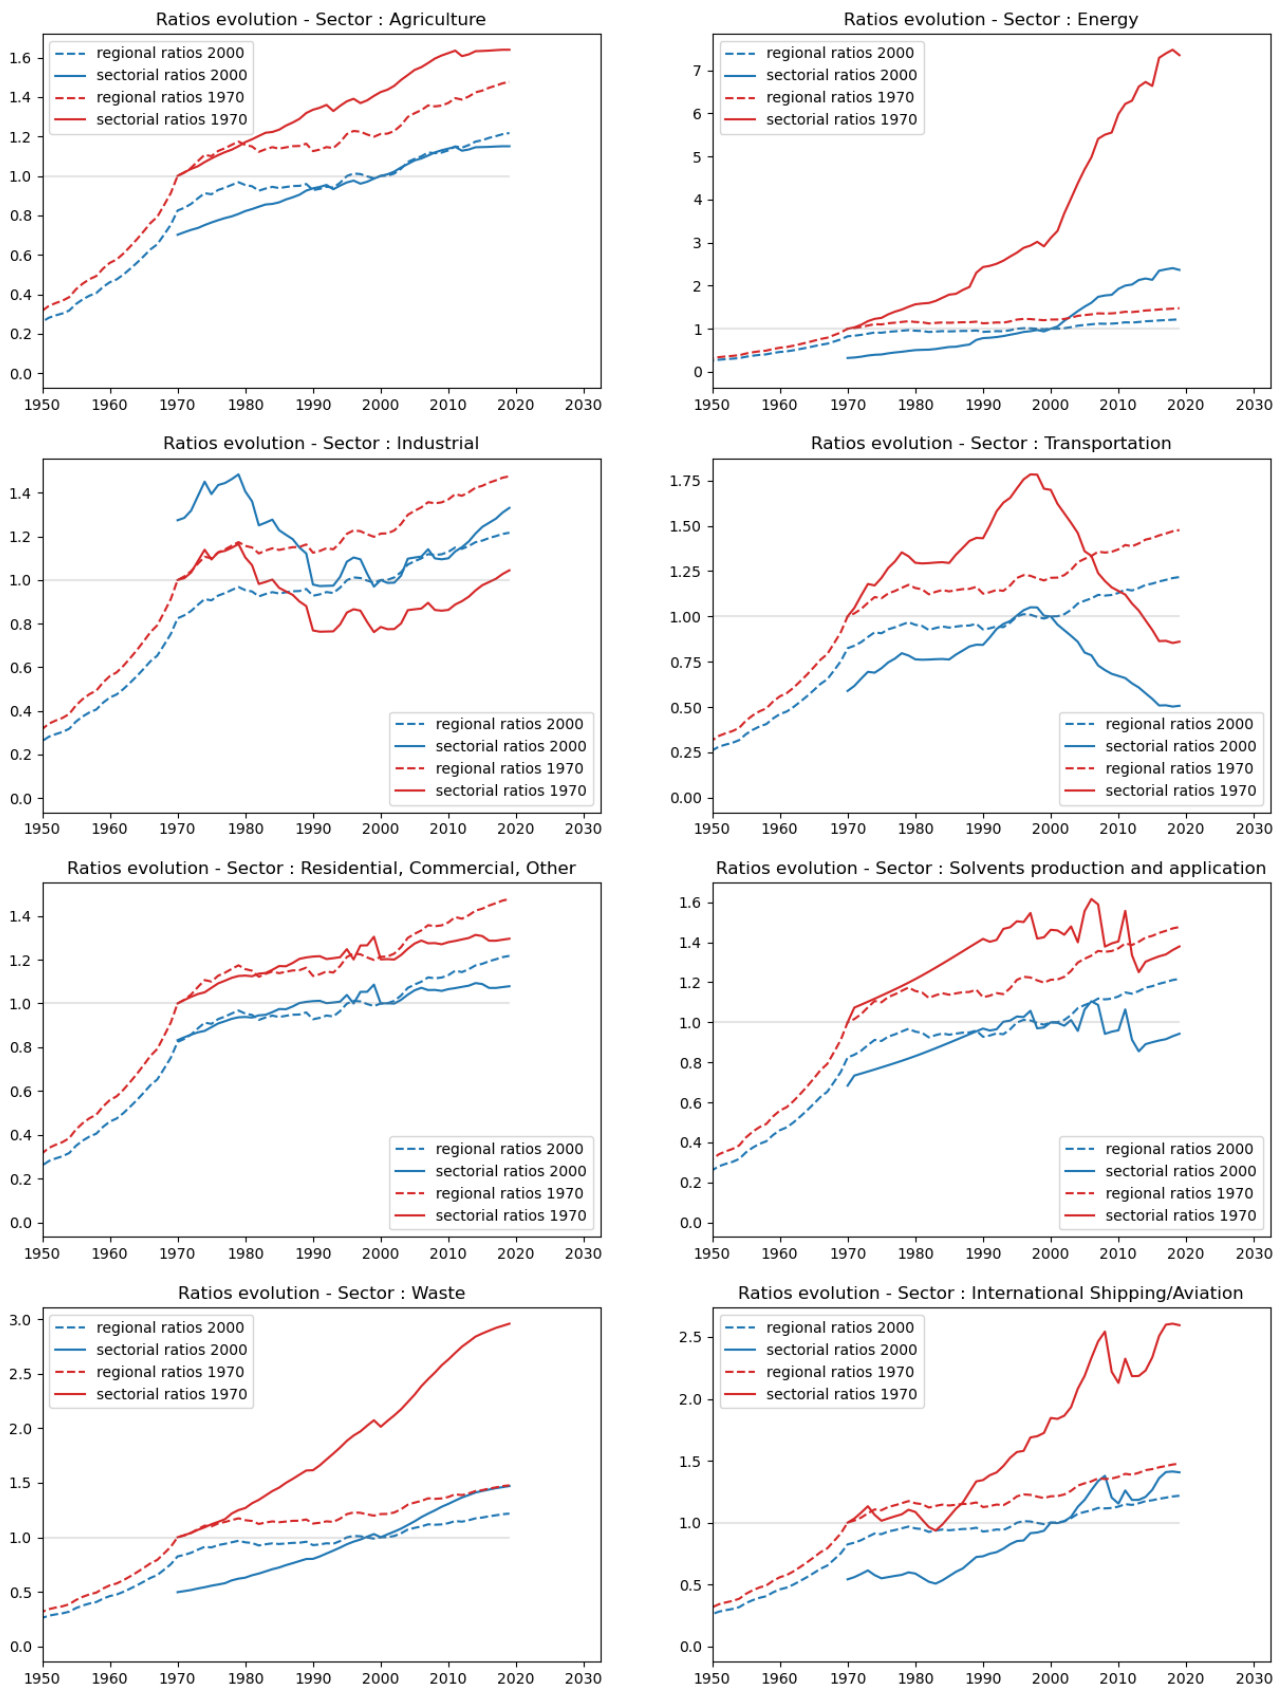 Ratios evolution - Sector : Agriculture
regional ratios 2000
sectorial ratios 2000
regional ratios 1970
sectorial ratios 1970
1.6
1.4
1.2
1.0
0.8
0.6
0.4
0.2
0.0
1950 1960 1970 1980 1990 2000 2010 2020 2030
Ratios evolution - Sector : Energy
regional ratios 2000
sectorial ratios 2000
regional ratios 1970
sectorial ratios 1970
7
6
5
4
3
2
1
0
1950 1960 1970 1980 1990 2000 2010 2020 2030
Ratios evolution - Sector : Industrial
1.4
1.2
1.0
0.8
0.6
0.4
0.2
0.0
regional ratios 2000
sectorial ratios 2000
regional ratios 1970
sectorial ratios 1970
1950 1960 1970 1980 1990 2000 2010 2020 2030
Ratios evolution - Sector : Transportation
1.75
1.50
1.25
1.00
0.75
0.50
0.25
0.00
regional ratios 2000
sectorial ratios 2000
regional ratios 1970
sectorial ratios 1970
1950 1960 1970 1980 1990 2000 2010 2020 2030
Ratios evolution - Sector : Residential, Commercial, Other
1.4
1.2
1.0
0.8
0.6
0.4
0.2
0.0
regional ratios 2000
sectorial ratios 2000
regional ratios 1970
sectorial ratios 1970
1950 1960 1970 1980 1990 2000 2010 2020 2030
Ratios evolution - Sector : Solvents production and application
1.6
1.4
1.2
1.0
0.8
0.6
0.4
0.2
0.0
regional ratios 2000
sectorial ratios 2000
regional ratios 1970
sectorial ratios 1970
1950 1960 1970 1980 1990 2000 2010 2020 2030
Ratios evolution - Sector : Waste
regional ratios 2000
sectorial ratios 2000
regional ratios 1970
sectorial ratios 1970
3.0
2.5
2.0
1.5
1.0
0.5
0.0
1950 1960 1970 1980 1990 2000 2010 2020 2030
Ratios evolution - Sector : International Shipping/Aviation
regional ratios 2000
sectorial ratios 2000
regional ratios 1970
sectorial ratios 1970
2.5
2.0
1.5
1.0
0.5
0.0
1950 1960 1970 1980 1990 2000 2010 2020 2030